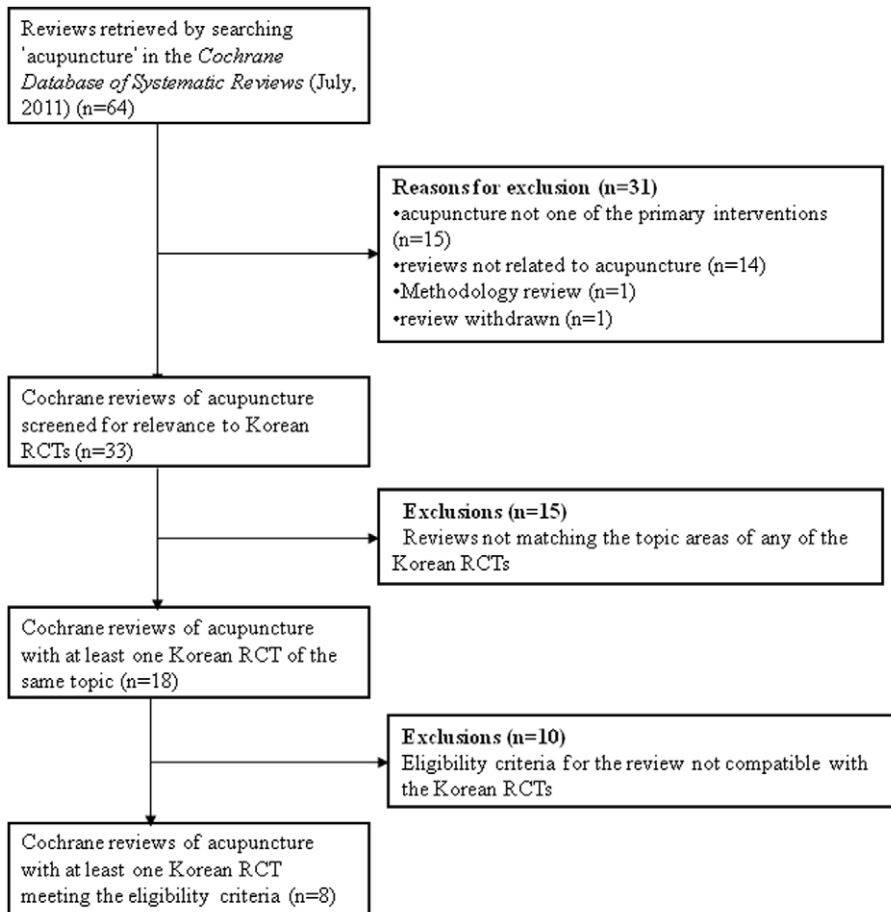 Reviews retrieved by searching
'acupuncture' in the Cochrane
Database of Systematic Reviews (July,
2011) (n=64)
Reasons for exclusion (n=31)
•acupuncture not one of the primary interventions
(n=15)
•reviews not related to acupuncture (n=14)
•Methodology review (n=1)
•review withdrawn (n=1)
Cochrane reviews of acupuncture
screened for relevance to Korean
RCTs (n=33)
Exclusions (n=15)
Reviews not matching the topic areas of any of the
Korean RCTs
Cochrane reviews of acupuncture
with at least one Korean RCT of the
same topic (n=18)
Exclusions (n=10)
Eligibility criteria for the review not compatible with
the Korean RCTs
Cochrane reviews of acupuncture
with at least one Korean RCT
meeting the eligibility criteria (n=8)